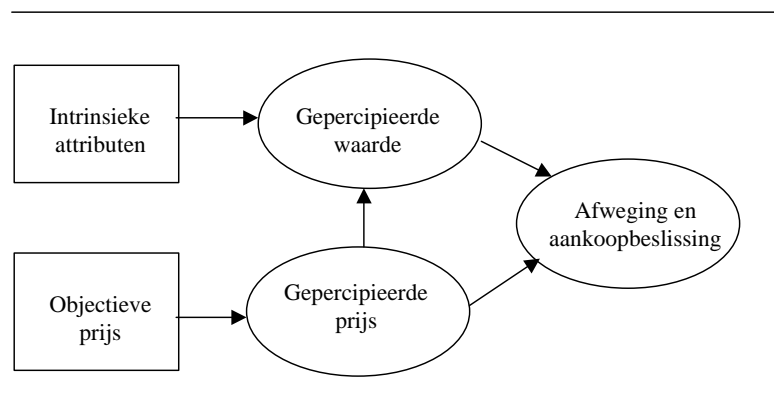 Intrinsieke
attributen
Gepercipieerde
waarde
Afweging en
aankoopbeslissing
Objectieve
prijs
Gepercipieerde
prijs